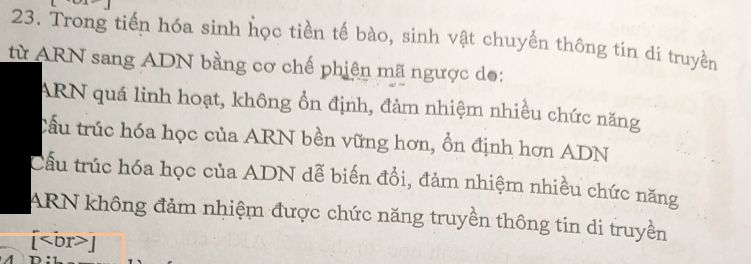 23. Trong tiến hóa sinh học tiền tế bào, sinh vật chuyển thông tin di truyền
từ ARN sang ADN bằng cơ chế phiên mã ngược do:
ARN quá linh hoạt, không ổn định, đảm nhiệm nhiều chức năng
Cấu trúc hóa học của ARN bền vững hơn, ổn định hơn ADN
Cấu trúc hóa học của ADN dễ biến đổi, đảm nhiệm nhiều chức năng
ARN không đảm nhiệm được chức năng truyền thông tin di truyền
[<br>]